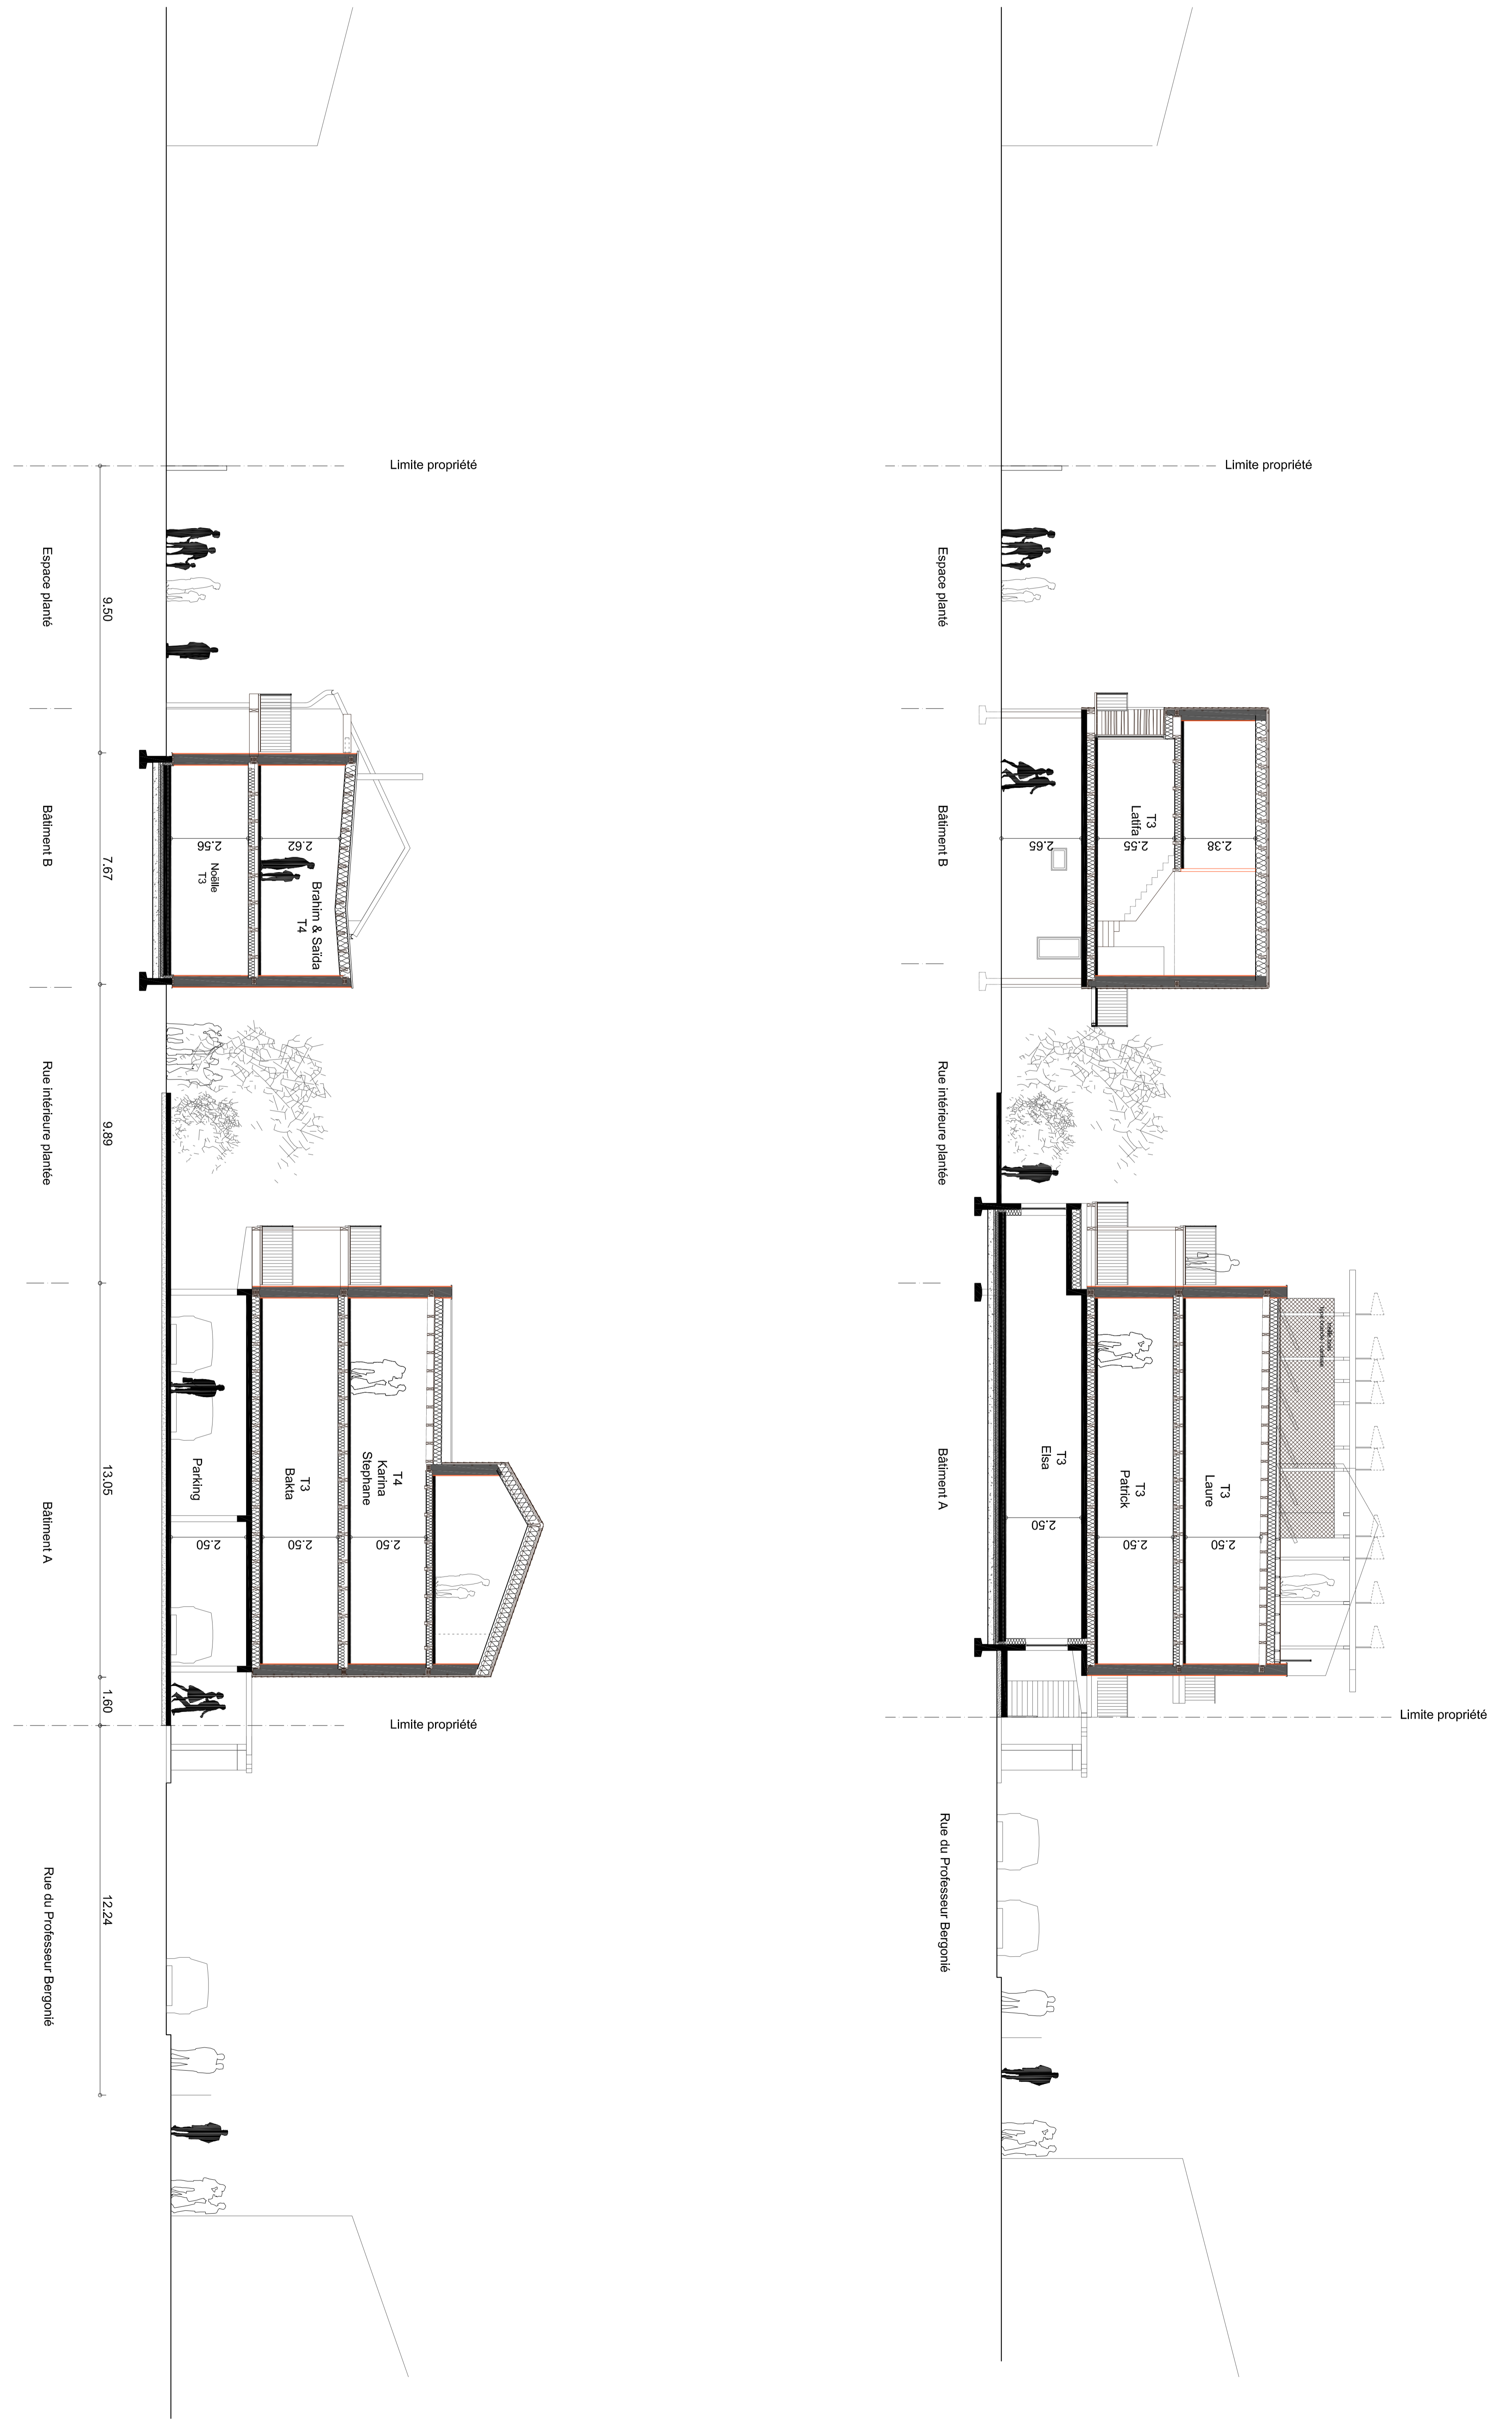 Limite propriété
Espace planté
9.50
Bâtiment B
7.67
2.56
Noëlle
T3
2.62
Brahim & Saïda
T4
Rue intérieure plantée
9.89
Bâtiment A
13.05
Parking
2.50
T3
Bakta
2.50
T4
Karina
Stephane
2.50
1.60
Limite propriété
Rue du Professeur Bergonié
12.24
Limite propriété
Espace planté
Bâtiment B
2.65
T3
Latifa
2.55
2.38
Rue intérieure plantée
Bâtiment A
T3
Elsa
2.50
T3
Patrick
2.50
T3
Laure
2.50
Limite propriété
Rue du Professeur Bergonié